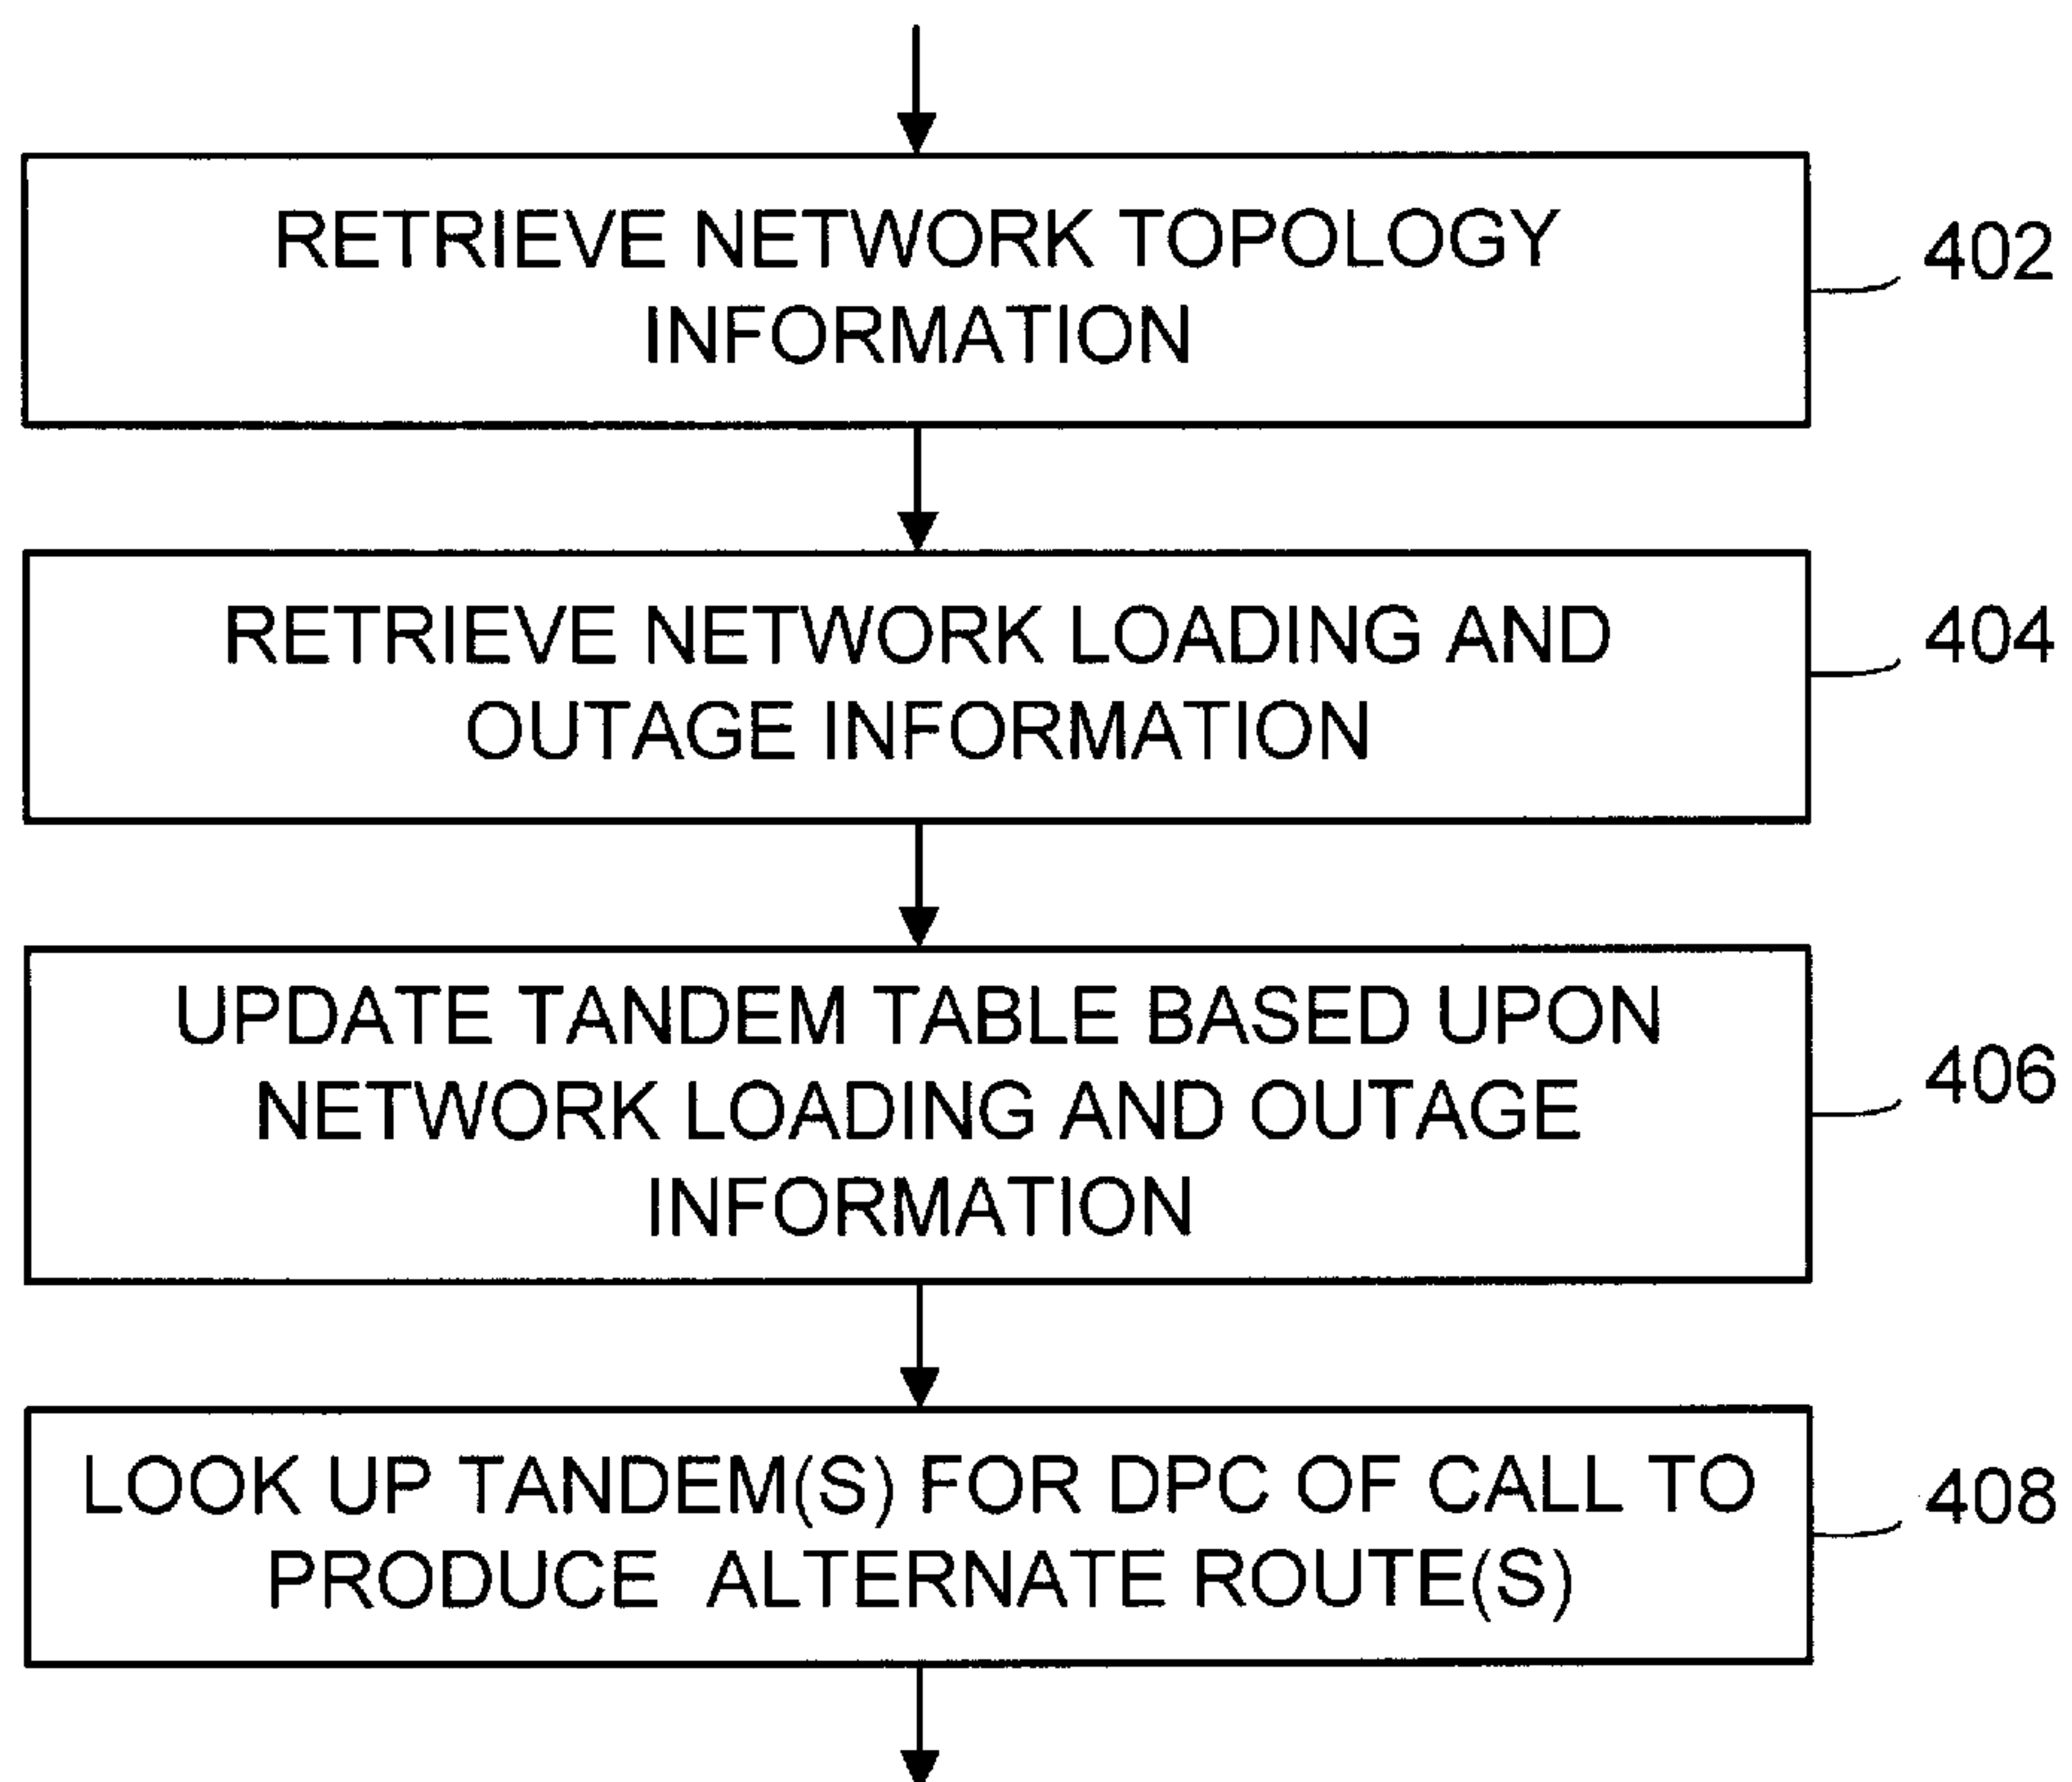 RETRIEVE NETWORK TOPOLOGY
INFORMATION
402
RETRIEVE NETWORK LOADING AND
OUTAGE INFORMATION
404
UPDATE TANDEM TABLE BASED UPON
NETWORK LOADING AND OUTAGE
INFORMATION
406
LOOK UP TANDEM(S) FOR DPC OF CALL TO
PRODUCE ALTERNATE ROUTE(S)
408